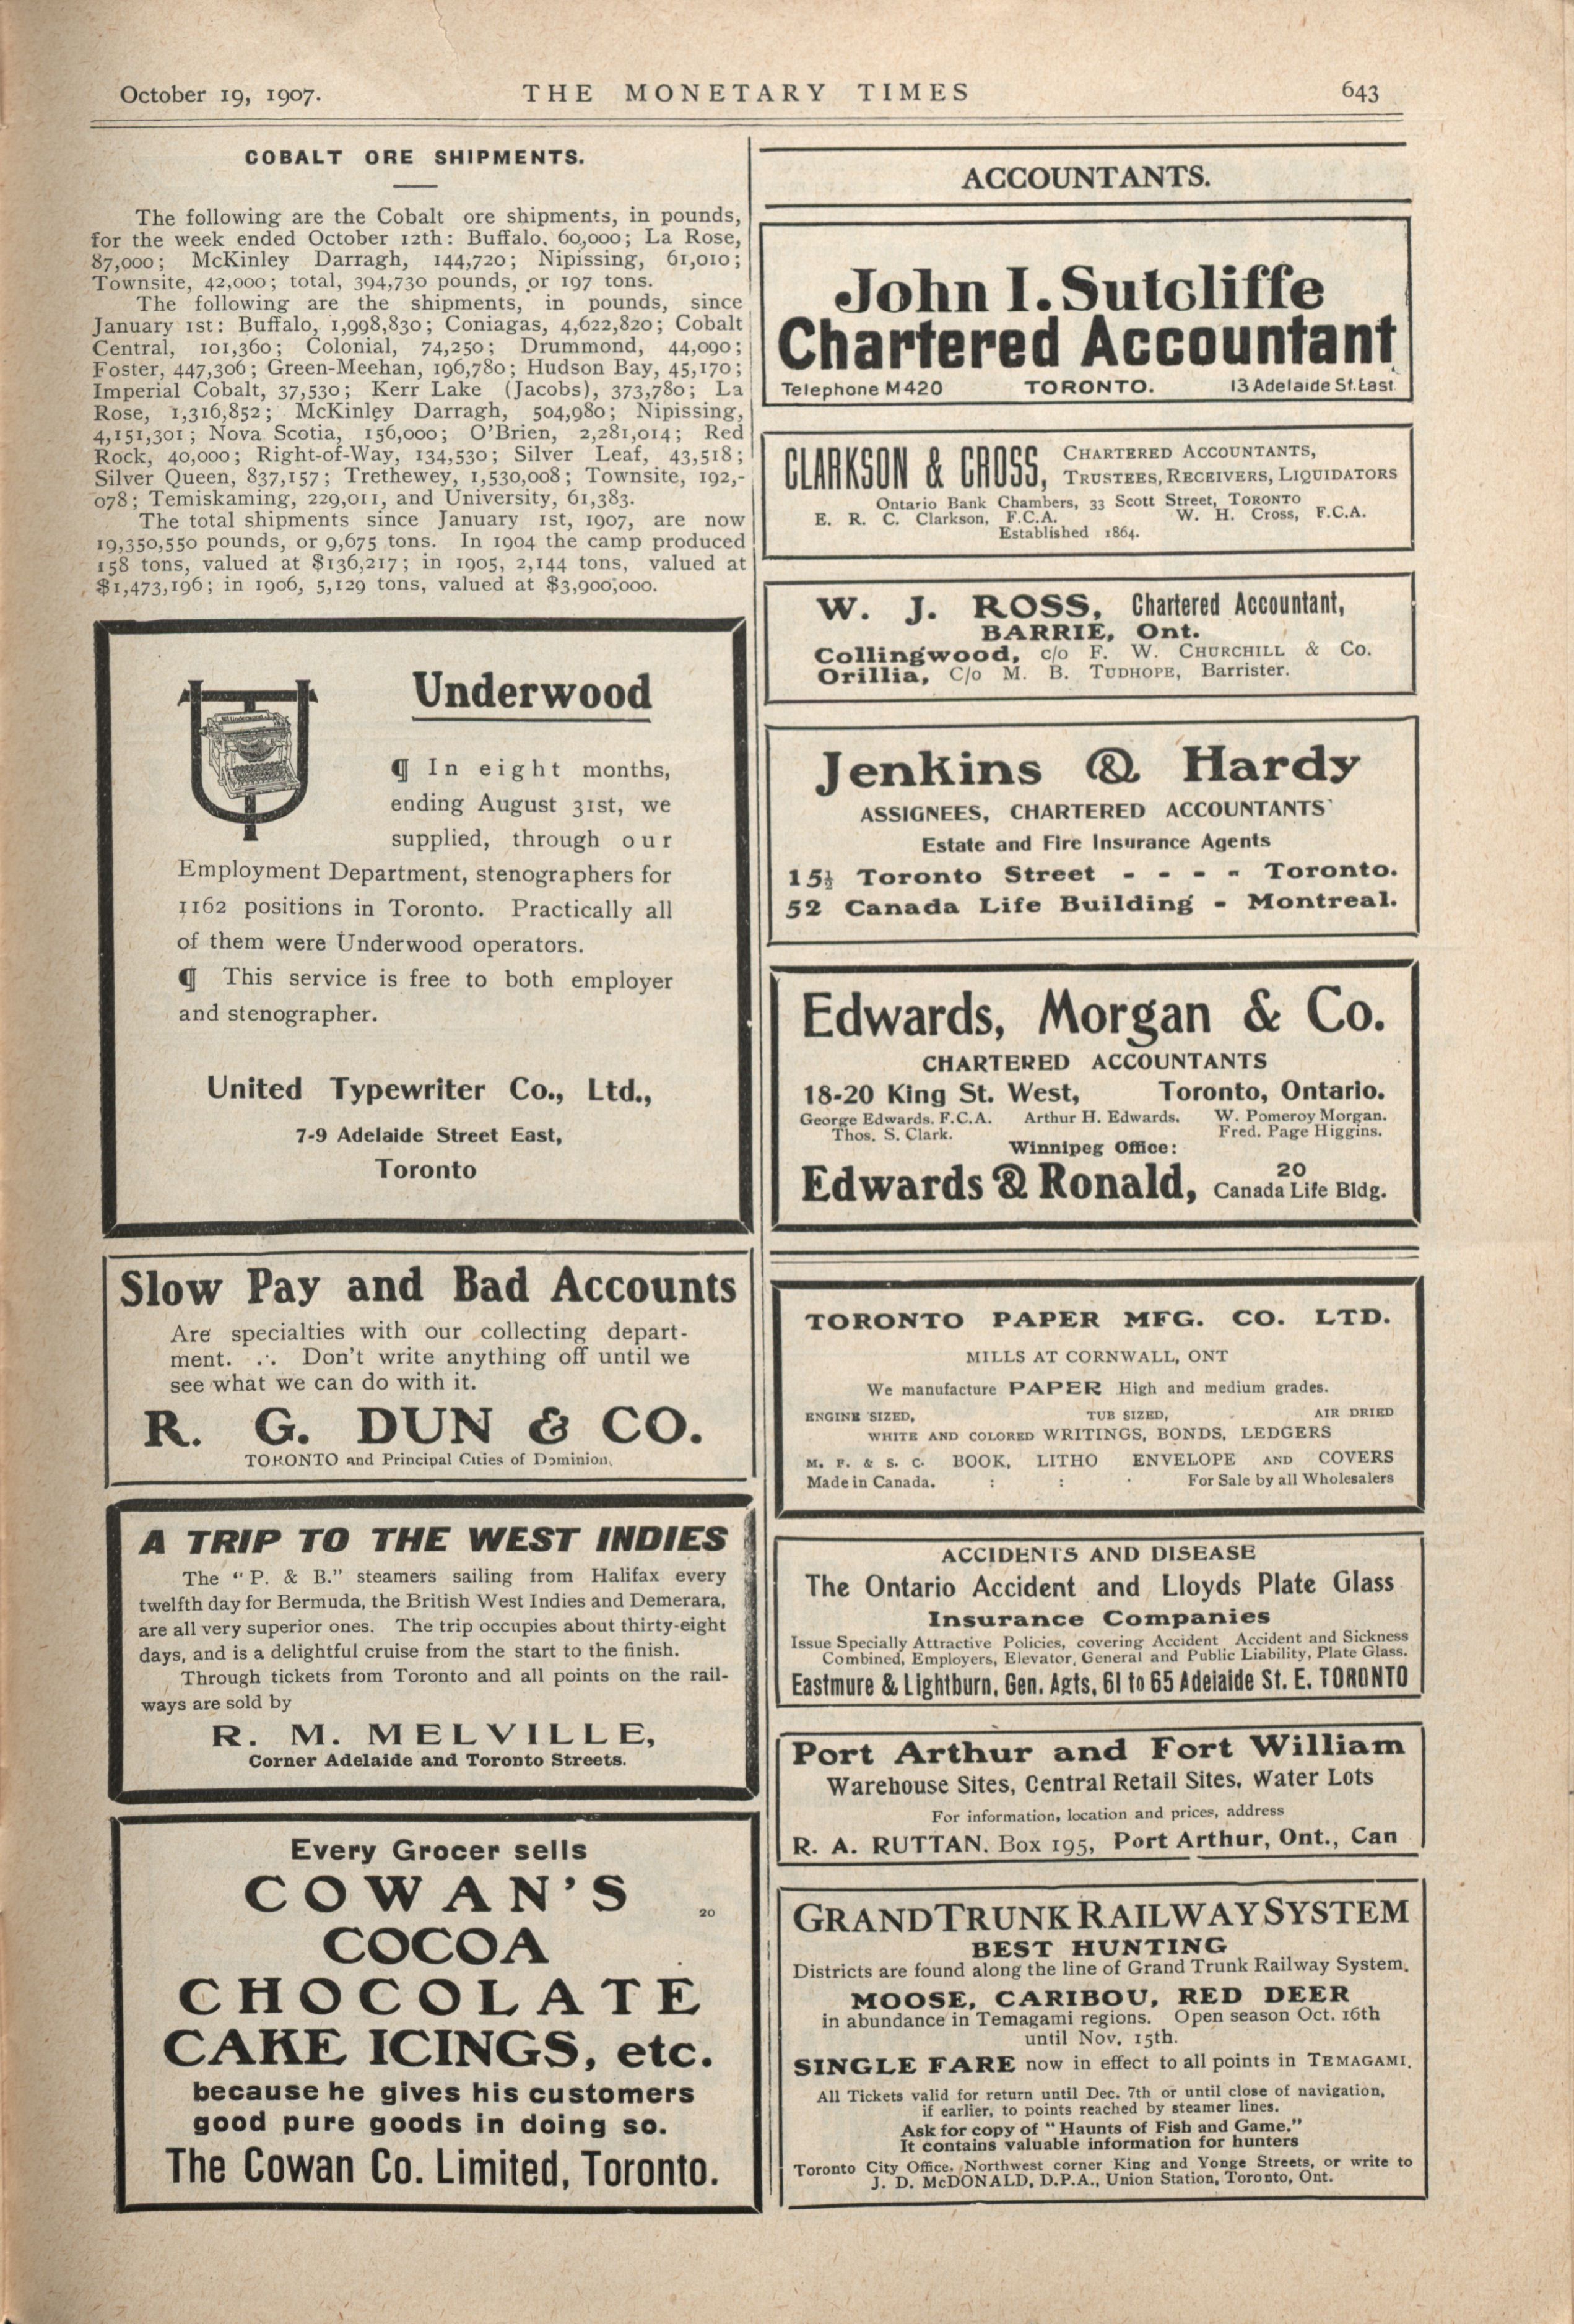 October 19, 1907.
THE MONETARY TIMES
643
COBALT ORE SHIPMENTS.
The following are the Cobalt ore shipments, in pounds,
for the week ended October 12th: Buffalo, 60,000; La Rose,
87,000; McKinley Darragh, 144,720; Nipissing, 61,010;
Townsite, 42,000; total, 394,730 pounds, or 197 tons.
The following are the shipments, in pounds, since
January 1st: Buffalo, 1,998,830; Coniagas, 4,622,820; Cobalt
Central, 101,360; Colonial, 74,250; Drummond, 44,090;
Foster, 447,306; Green-Meehan, 196,780; Hudson Bay, 45,170;
Imperial Cobalt, 37,530; Kerr Lake (Jacobs), 373,780; La
Rose, 1,316,852; McKinley Darragh, 504,980; Nipissing,
4,151,301; Nova Scotia, 156,000; O'Brien, 2,281,014; Red
Rock, 40,000; Right-of-Way, 134,530; Silver Leaf, 43,518;
Silver Queen, 837,157; Trethewey, 1,530,008; Townsite, 192,-
078; Temiskaming, 229,011, and University, 61,383.
The total shipments since January 1st, 1907, are now
19,350,550 pounds, or 9,675 tons. In 1904 the camp produced
158 tons, valued at $136,217; in 1905, 2,144 tons, valued at
$1,473,196; in 1906, 5,129 tons, valued at $3,900,000.
Underwood
¶ In eight months,
ending August 31st, we
supplied, through our
Employment Department, stenographers for
1162 positions in Toronto. Practically all
of them were Underwood operators.
¶ This service is free to both employer
and stenographer.
United Typewriter Co., Ltd.,
7-9 Adelaide Street East,
Toronto
Slow Pay and Bad Accounts
Are specialties with our collecting depart-
ment. ∴ Don't write anything off until we
see what we can do with it.
R. G. DUN & CO.
TORONTO and Principal Cities of Dominion.
A TRIP TO THE WEST INDIES
The "P. & B." steamers sailing from Halifax every
twelfth day for Bermuda, the British West Indies and Demerara,
are all very superior ones. The trip occupies about thirty-eight
days, and is a delightful cruise from the start to the finish.
Through tickets from Toronto and all points on the rail-
ways are sold by
R. M. MELVILLE,
Corner Adelaide and Toronto Streets.
Every Grocer sells
COWAN'S
20
COCOA
CHOCOLATE
CAKE ICINGS, etc.
because he gives his customers
good pure goods in doing so.
The Cowan Co. Limited, Toronto.
ACCOUNTANTS.
John I. Sutcliffe
Chartered Accountant
Telephone M 420 TORONTO. 13 Adelaide St. East
CLARKSON & CROSS, CHARTERED ACCOUNTANTS,
TRUSTEES, RECEIVERS, LIQUIDATORS
Ontario Bank Chambers, 33 Scott Street, TORONTO
E. R. C. Clarkson, F.C.A. W. H. Cross, F.C.A.
Established 1864.
W. J. ROSS, Chartered Accountant,
BARRIE, Ont.
Collingwood, c/o F. W. CHURCHILL & Co.
Orillia, C/o M. B. TUDHOPE, Barrister.
Jenkins & Hardy
ASSIGNEES, CHARTERED ACCOUNTANTS
Estate and Fire Insurance Agents
15½ Toronto Street - - - - Toronto.
52 Canada Life Building - Montreal.
Edwards, Morgan & Co.
CHARTERED ACCOUNTANTS
18-20 King St. West, Toronto, Ontario.
George Edwards. F.C.A. Arthur H. Edwards. W. Pomeroy Morgan.
Thos. S. Clark. Fred. Page Higgins.
Winnipeg Office:
Edwards & Ronald, 20 Canada Life Bldg.
TORONTO PAPER MFG. CO. LTD.
MILLS AT CORNWALL, ONT
We manufacture PAPER High and medium grades.
ENGINE SIZED, TUB SIZED, AIR DRIED
WHITE AND COLORED WRITINGS, BONDS, LEDGERS
M. F. & S. C. BOOK, LITHO ENVELOPE AND COVERS
Made in Canada. : : For Sale by all Wholesalers
ACCIDENTS AND DISEASE
The Ontario Accident and Lloyds Plate Glass
Insurance Companies
Issue Specially Attractive Policies, covering Accident Accident and Sickness
Combined, Employers, Elevator, General and Public Liability, Plate Glass.
Eastmure & Lightburn, Gen. Agts, 61 to 65 Adelaide St. E. TORONTO
Port Arthur and Fort William
Warehouse Sites, Central Retail Sites, Water Lots
For information, location and prices, address
R. A. RUTTAN. Box 195, Port Arthur, Ont., Can
GRAND TRUNK RAILWAY SYSTEM
BEST HUNTING
Districts are found along the line of Grand Trunk Railway System.
MOOSE, CARIBOU, RED DEER
in abundance in Temagami regions. Open season Oct. 16th
until Nov. 15th.
SINGLE FARE now in effect to all points in TEMAGAMI.
All Tickets valid for return until Dec. 7th or until close of navigation,
if earlier, to points reached by steamer lines.
Ask for copy of "Haunts of Fish and Game."
It contains valuable information for hunters
Toronto City Office, Northwest corner King and Yonge Streets, or write to
J. D. McDONALD, D.P.A., Union Station, Toronto, Ont.